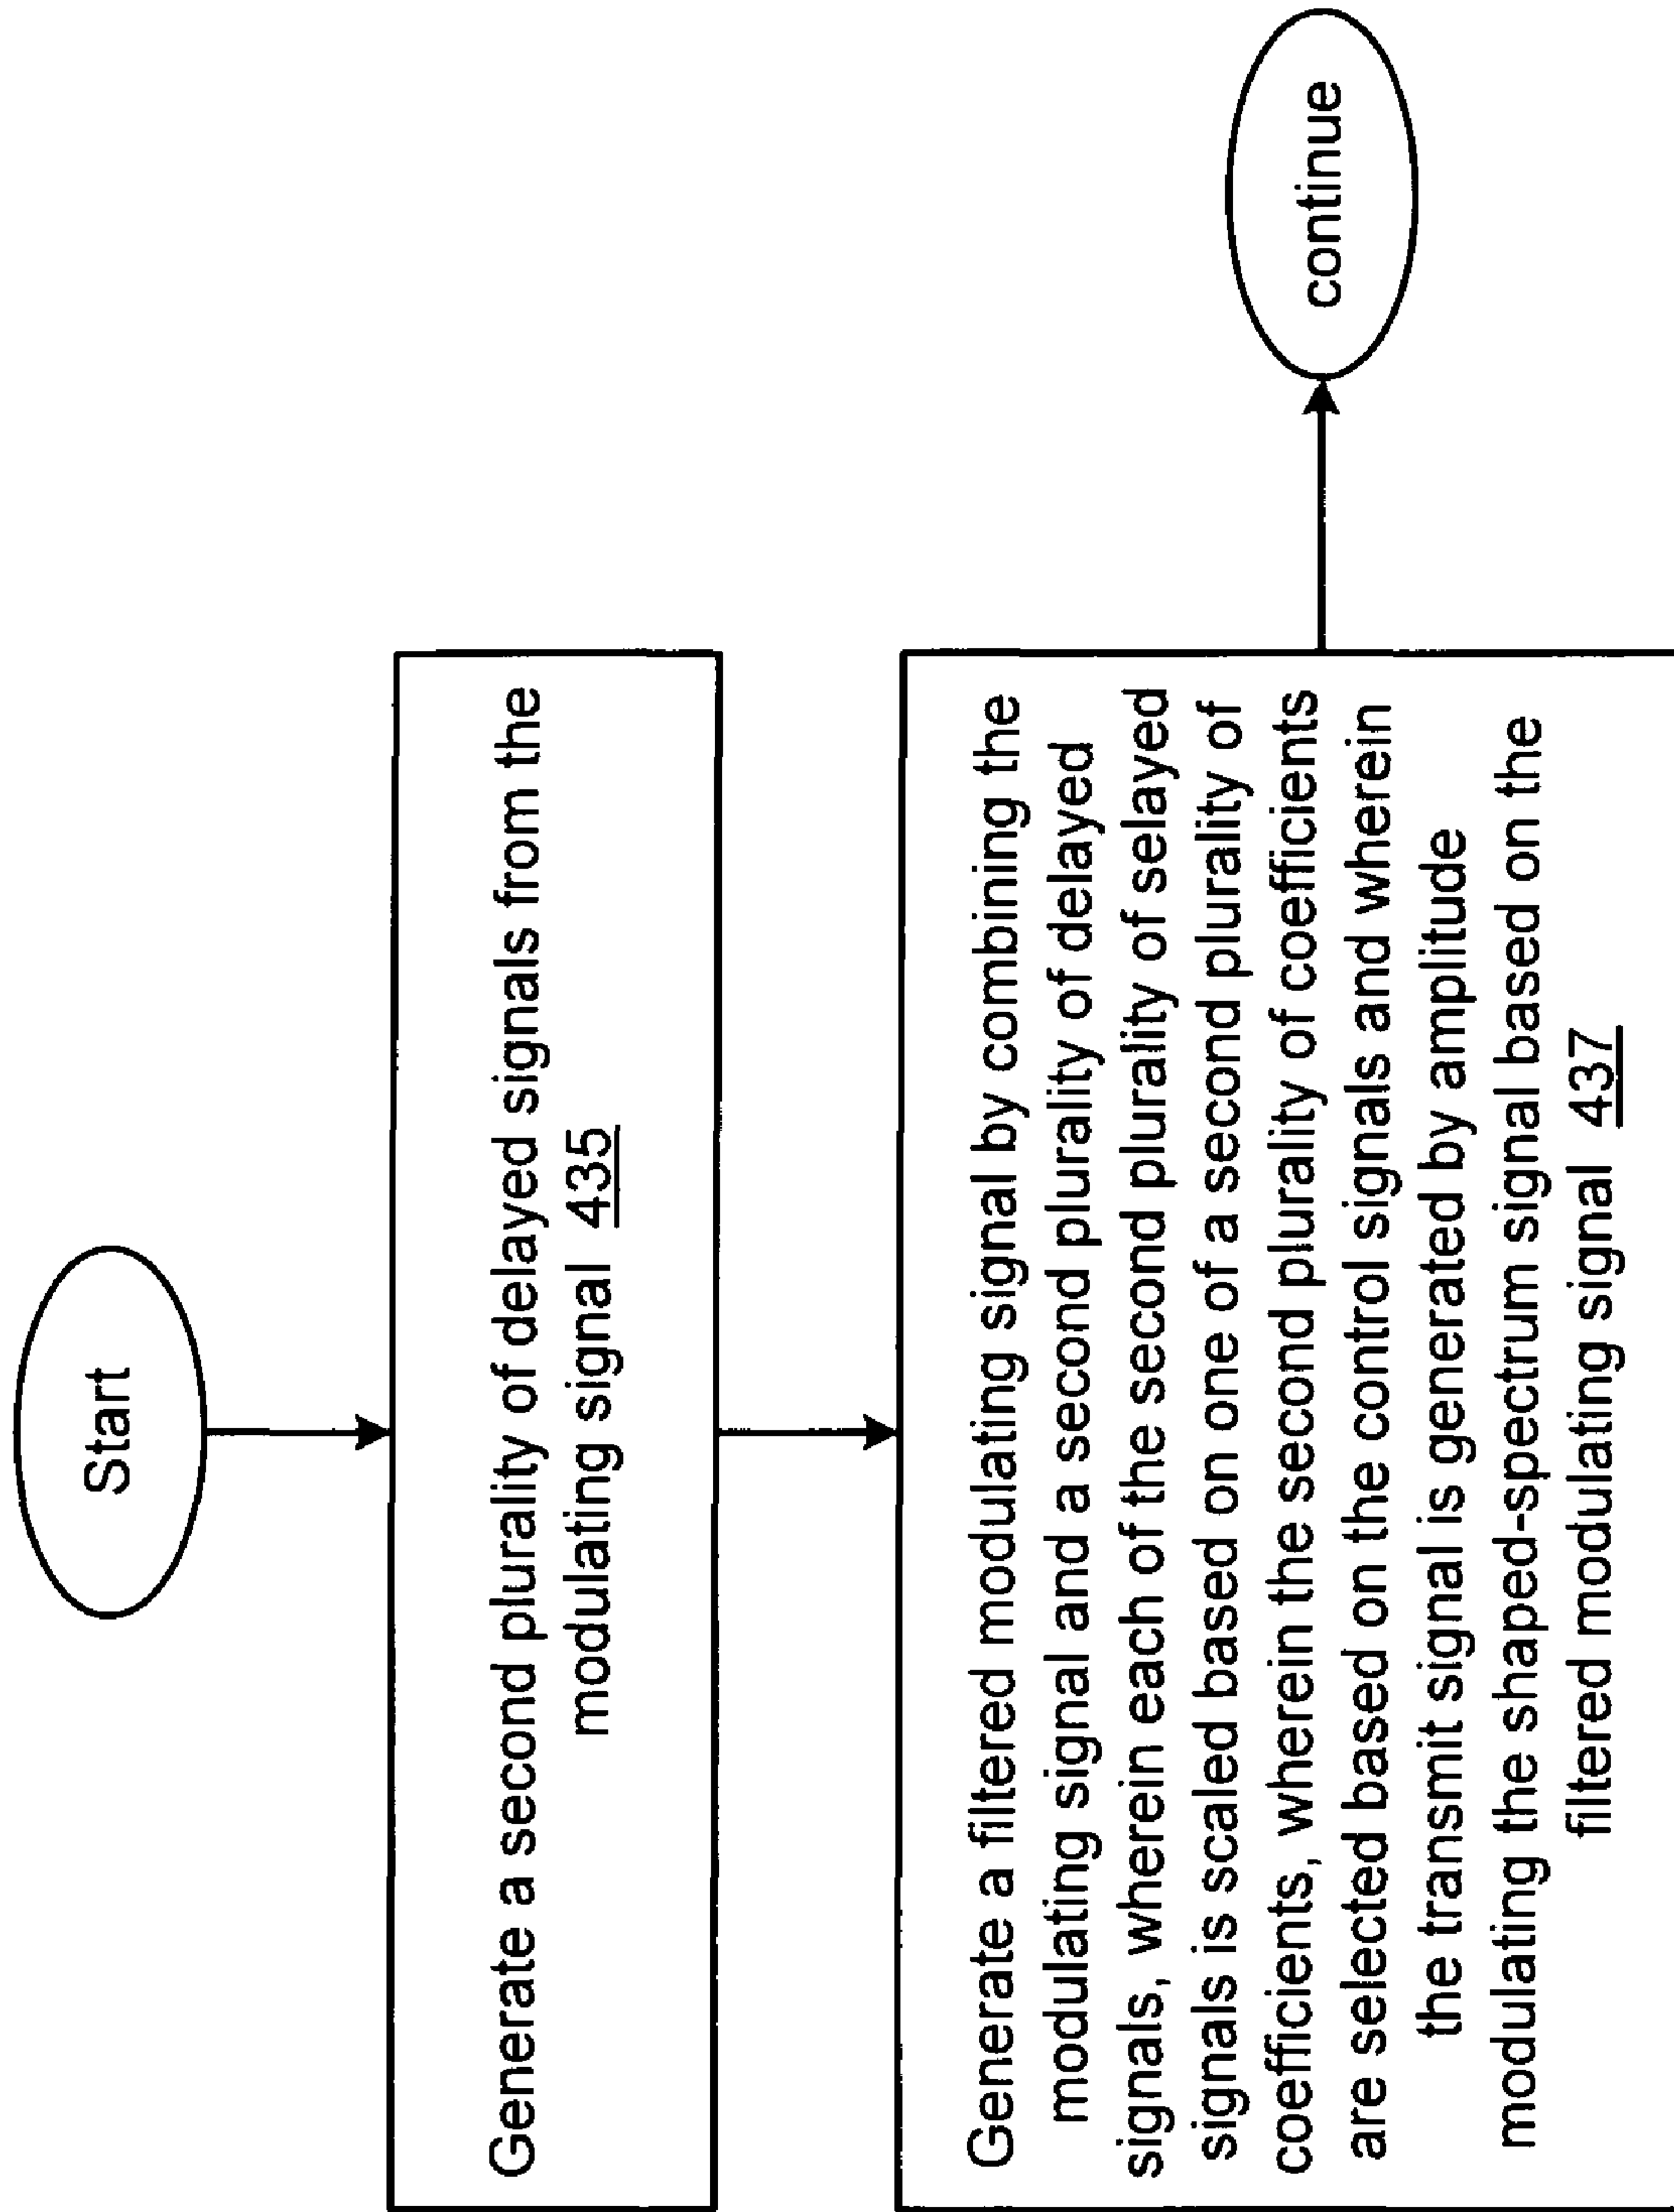 Start
Generate a second plurality of delayed signals from the
modulating signal 435
Generate a filtered modulating signal by combining the
modulating signal and a second plurality of delayed
signals, wherein each of the second plurality of selayed
signals is scaled based on one of a second plurality of
coefficients, wherein the second plurality of coefficients
are selected based on the control signals and wherein
the transmit signal is generated by amplitude
modulating the shaped-spectrum signal based on the
filtered modulating signal 437
continue